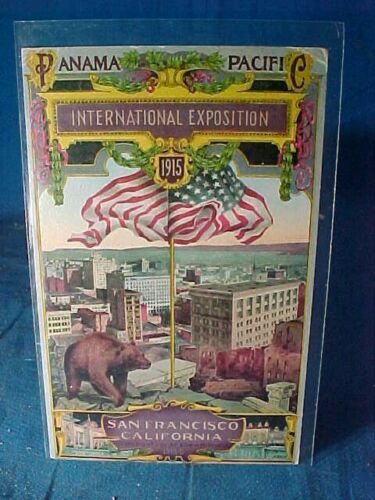 PANAMA PACIFIC
INTERNATIONAL EXPOSITION
1915
SAN FRANCISCO
CALIFORNIA